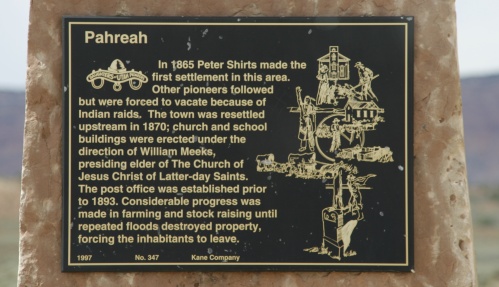 Pahreah
In 1865 Peter Shirts made the
first settlement in this area.
Other pioneers followed
but were forced to vacate because of
Indian raids. The town was resettled
upstream in 1870; church and school
buildings were erected under the
direction of William Meeks,
presiding elder of The Church of
Jesus Christ of Latter-day Saints.
The post office was established prior
to 1893. Considerable progress was
made in farming and stock raising until
repeated floods destroyed property,
forcing the inhabitants to leave.
1997 No. 347 Kane Company